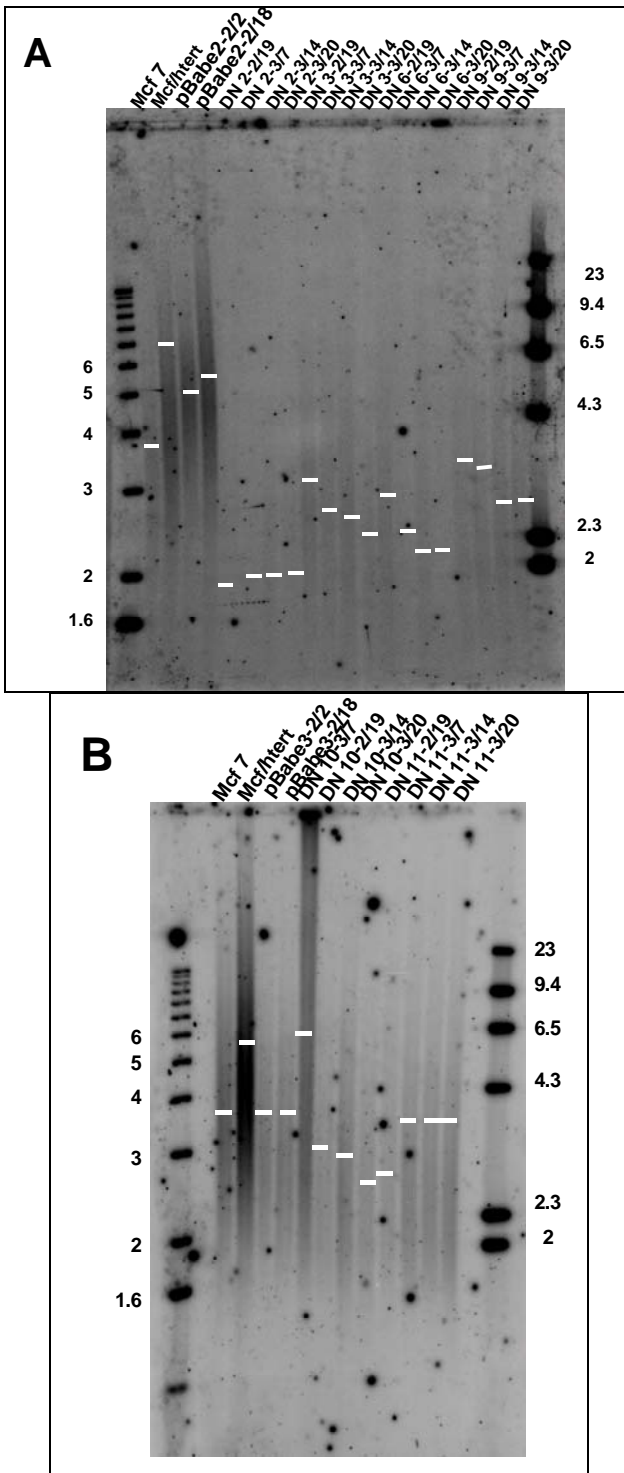 A
Mcf 7
Mcf/htert
pBabe2-2/2
pBabe2-2/18
DN 2-2/19
DN 2-3/7
DN 2-3/14
DN 2-3/20
DN 3-2/19
DN 3-3/7
DN 3-3/14
DN 3-3/20
DN 6-2/19
DN 6-3/7
DN 6-3/14
DN 6-3/20
DN 9-2/19
DN 9-3/7
DN 9-3/14
DN 9-3/20
6
5
4
3
2
1.6
23
9.4
6.5
4.3
2.3
2
B
Mcf 7
Mcf/htert
pBabe3-2/2
pBabe3-2/18
DN 10-3/7
DN 10-2/19
DN 10-3/14
DN 10-3/20
DN 11-2/19
DN 11-3/7
DN 11-3/14
DN 11-3/20
6
5
4
3
2
1.6
23
9.4
6.5
4.3
2.3
2